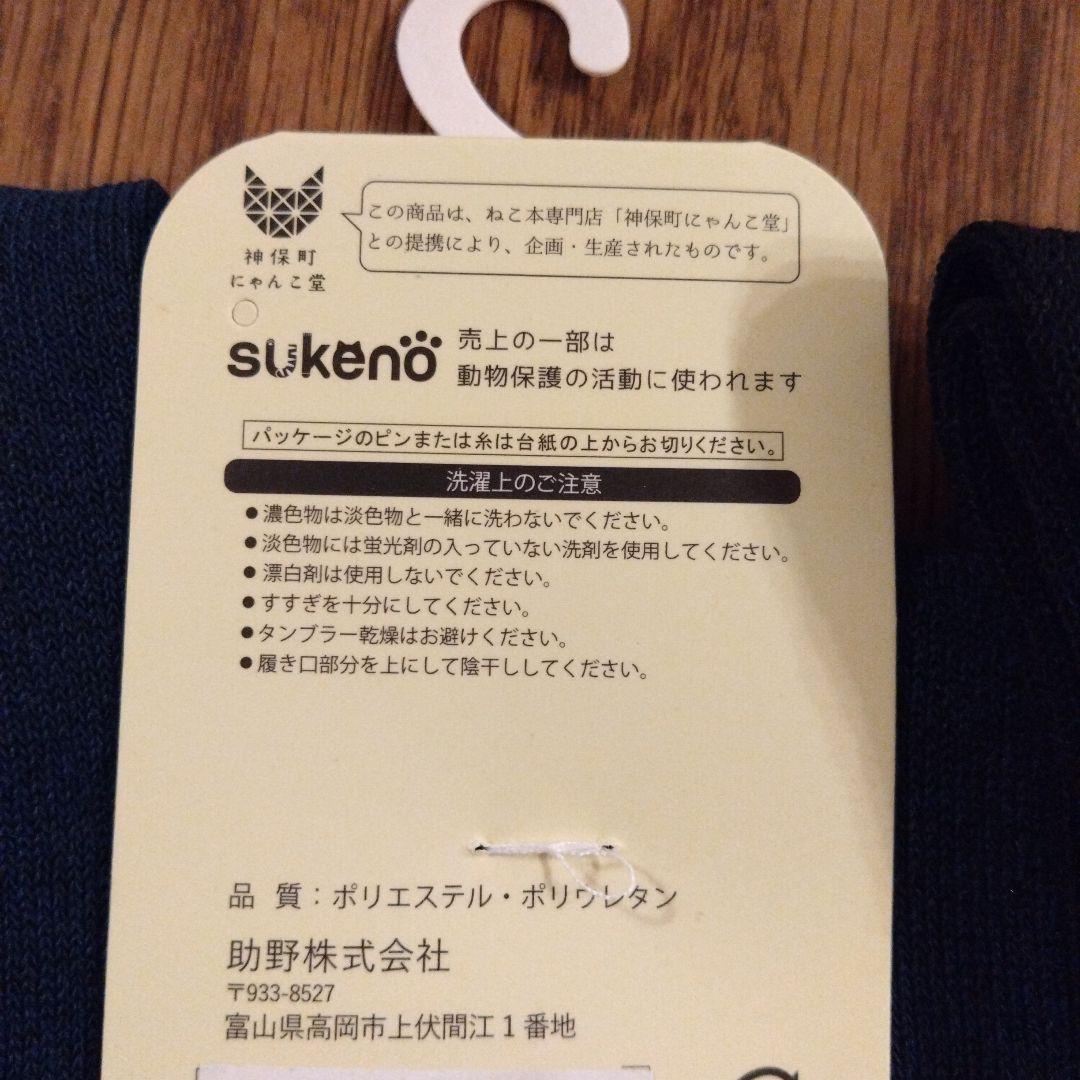 神保町
にゃんこ堂
この商品は、ねこ本専門店「神保町にゃんこ堂」
との提携により、企画・生産されたものです。
sukeno
売上の一部は
動物保護の活動に使われます
パッケージのピンまたは糸は台紙の上からお切りください。
洗濯上のご注意
●濃色物は淡色物と一緒に洗わないでください。
●淡色物には蛍光剤の入っていない洗剤を使用してください。
●漂白剤は使用しないでください。
●すすぎを十分にしてください。
●タンブラー乾燥はお避けください。
●履き口部分を上にして陰干ししてください。
品 質：ポリエステル・ポリウレタン
助野株式会社
〒933-8527
富山県高岡市上伏間江1番地